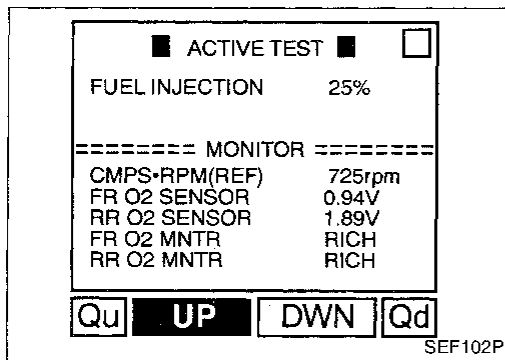 ACTIVE TEST
FUEL INJECTION 25%
======== MONITOR ========
CMPS•RPM(REF) 725rpm
FR O2 SENSOR 0.94V
RR O2 SENSOR 1.89V
FR O2 MNTR RICH
RR O2 MNTR RICH
Qu UP DWN Qd
SEF102P